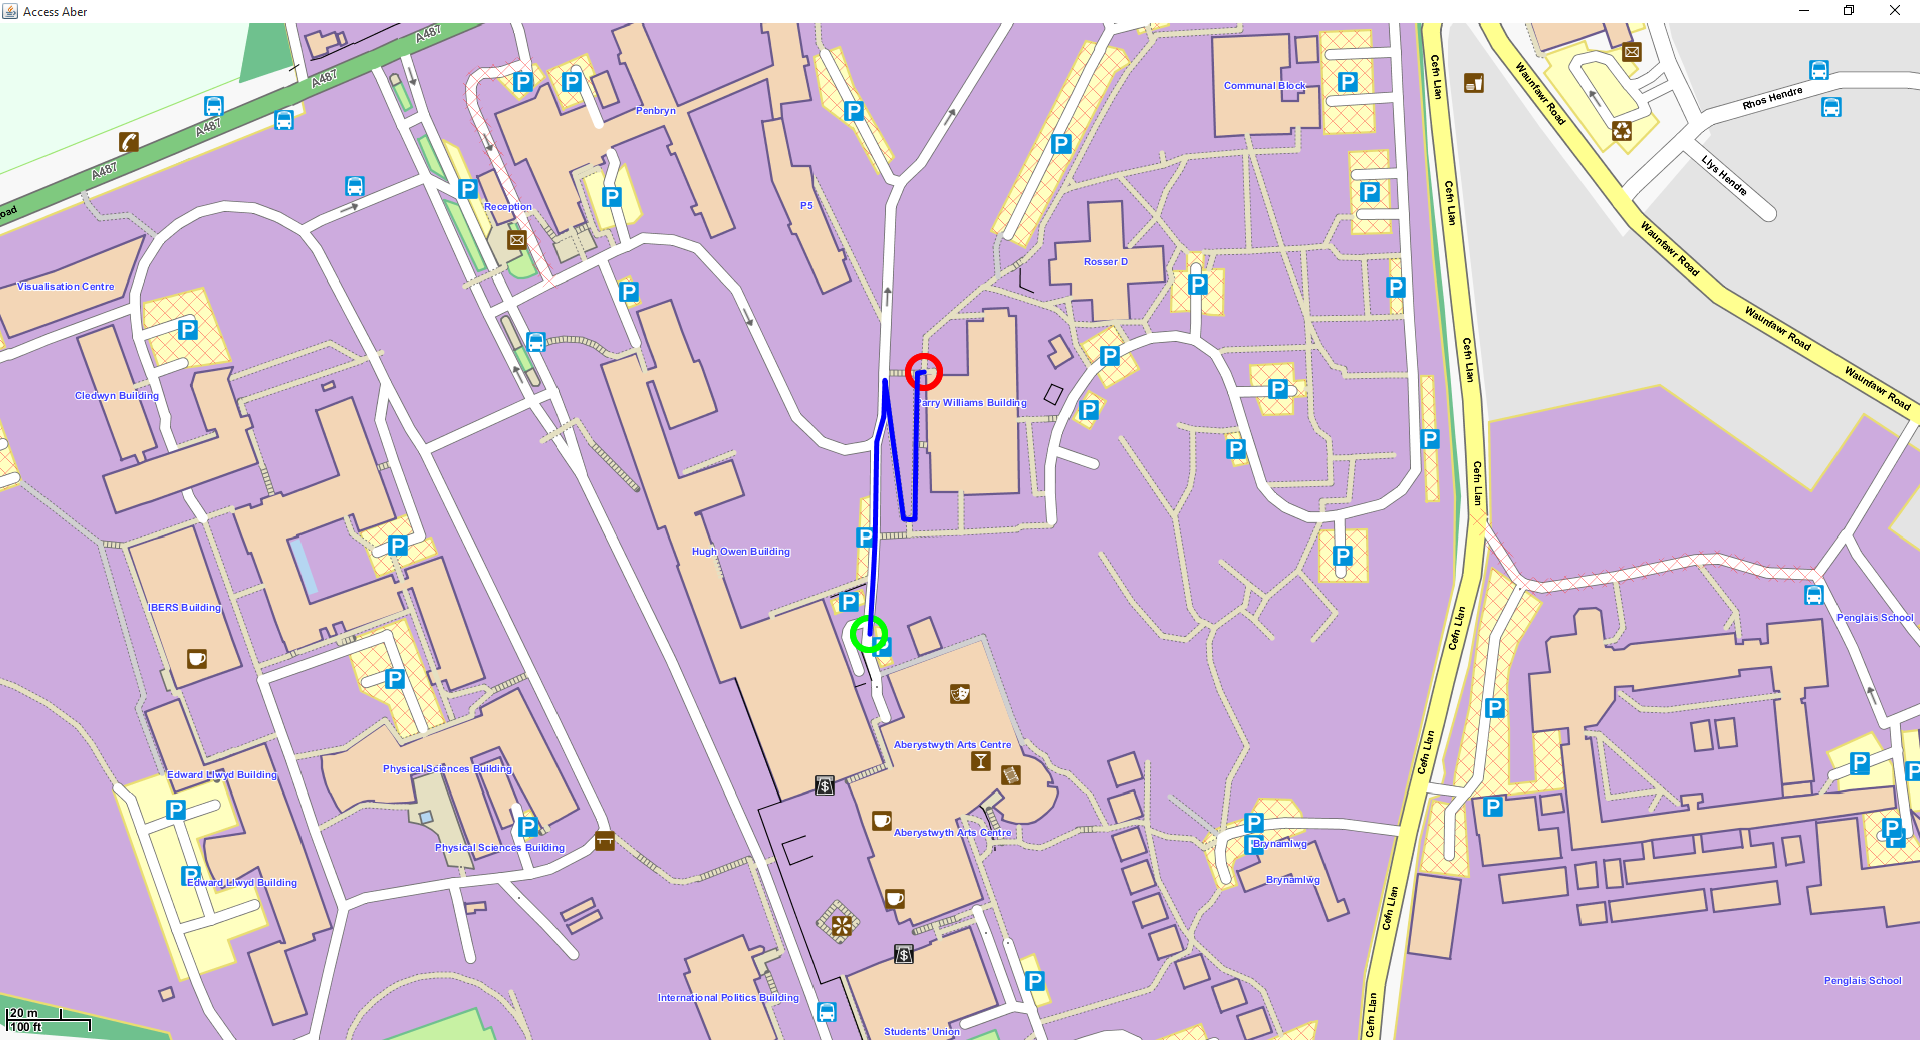 Access Aber
A487
A487
A487
A487
oad
Penbryn
Communal Block
Cefn Llan
Waunfawr Road
Rhos Hendre
Llys Hendre
Reception
P5
Cefn Llan
Waunfawr Road
Rosser D
Visualisation Centre
Waunfawr Road
Cefn Llan
Waunfawr Road
Cledwyn Building
Parry Williams Building
Cefn Llan
Hugh Owen Building
IBERS Building
Penglais School
Cefn Llan
Aberystwyth Arts Centre
Cefn Llan
Edward Llwyd Building
Physical Sciences Building
Aberystwyth Arts Centre
Physical Sciences Building
Brynamlwg
Edward Llwyd Building
Brynamlwg
Cefn Llan
Penglais School
International Politics Building
20 m
100 ft
Students' Union
Cefn Llan